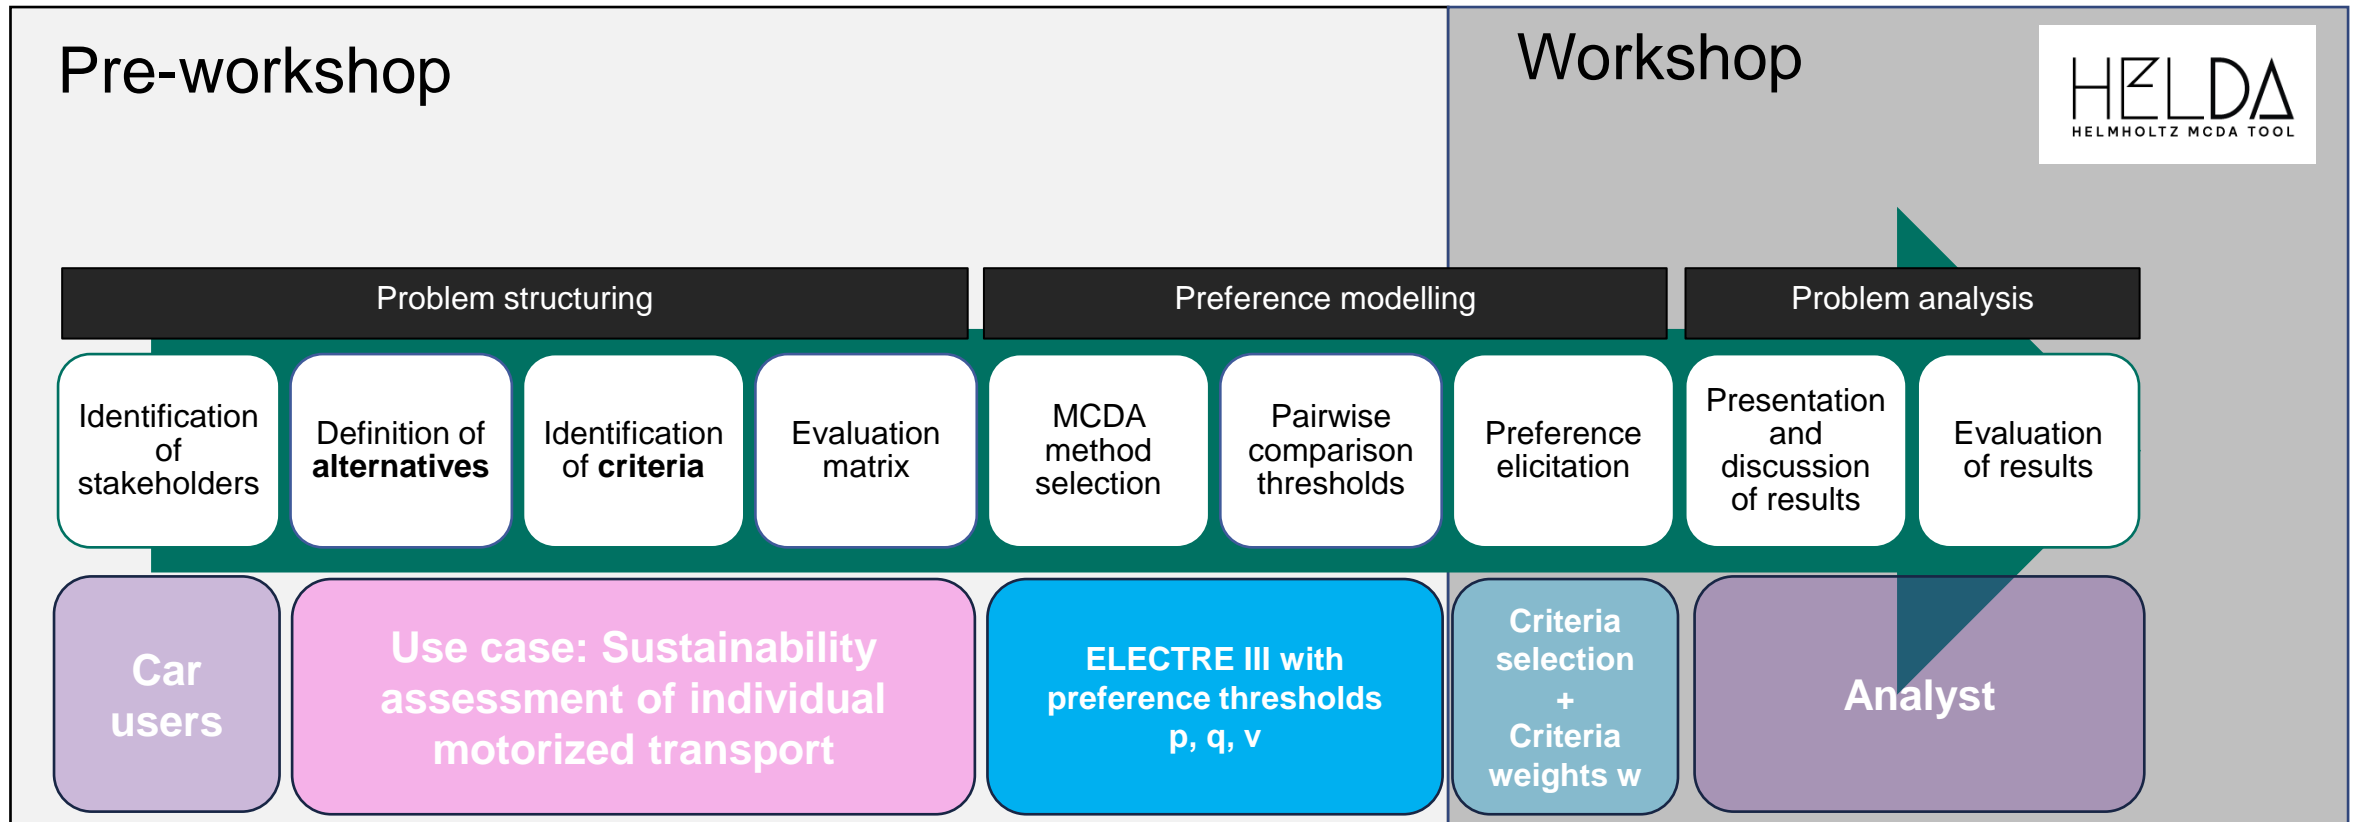 Pre-workshop
Workshop
HELDA
HELMHOLTZ MCDA TOOL
Problem structuring
Preference modelling
Problem analysis
Identification
of
stakeholders
Definition of
alternatives
Identification
of criteria
Evaluation
matrix
MCDA
method
selection
Pairwise
comparison
thresholds
Preference
elicitation
Presentation
and
discussion
of results
Evaluation
of results
Car
users
Use case: Sustainability
assessment of individual
motorized transport
ELECTRE III with
preference thresholds
p, q, v
Criteria
selection
+
Criteria
weights w
Analyst